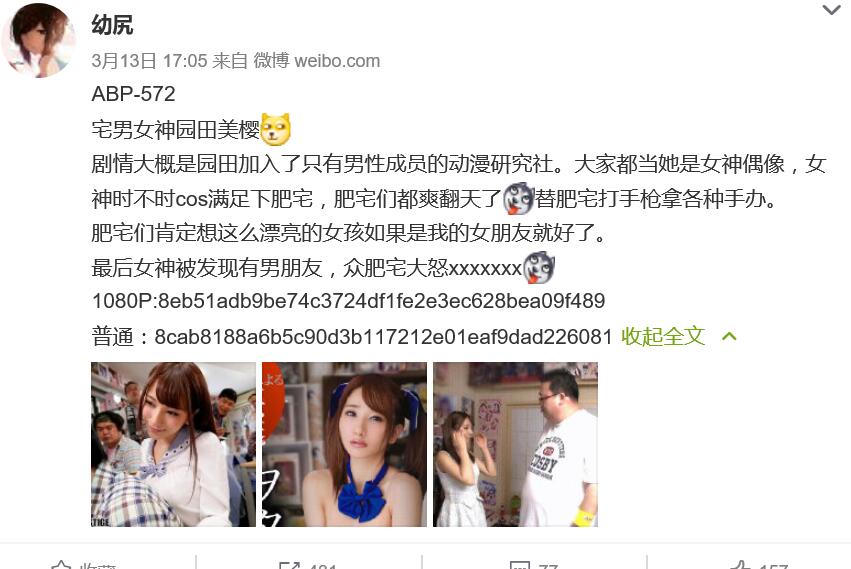 幼尻
3月13日 17:05 来自 微博 weibo.com
ABP-572
宅男女神园田美樱
剧情大概是园田加入了只有男性成员的动漫研究社。大家都当她是女神偶像，女
神时不时cos满足下肥宅，肥宅们都爽翻天了替肥宅打手枪拿各种手办。
肥宅们肯定想这么漂亮的女孩如果是我的女朋友就好了。
最后女神被发现有男朋友，众肥宅大怒xxxxxxx
1080P:8eb51adb9be74c3724df1fe2e3ec628bea09f489
普通：8cab8188a6b5c90d3b117212e01eaf9dad226081 收起全文
收藏 481 77 157